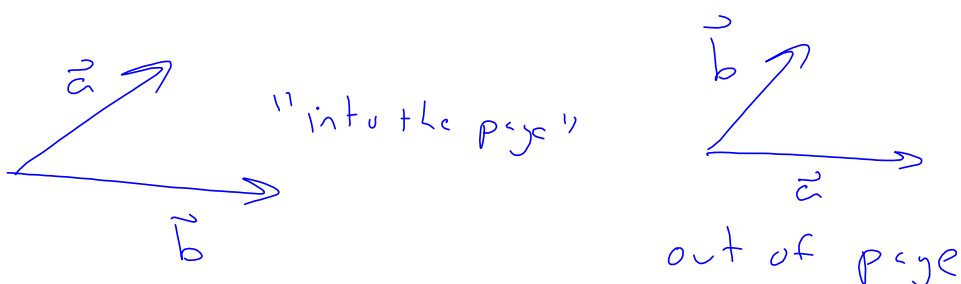 a⃗
b⃗
"into the page"
b⃗
a⃗
out of page